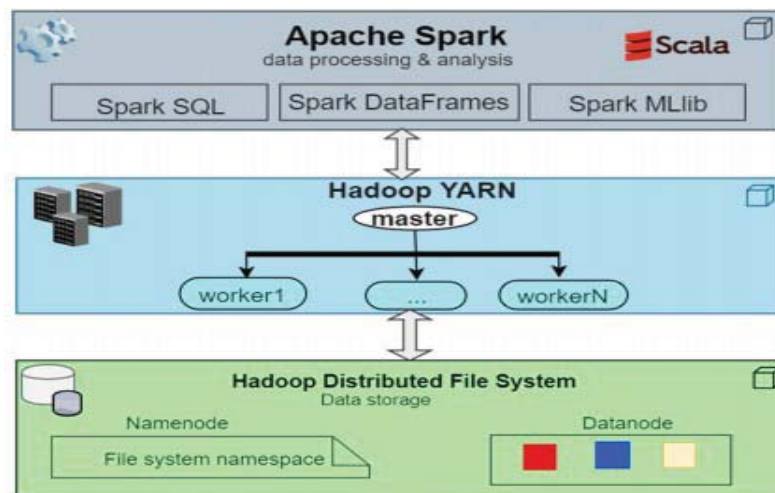 Apache Spark
data processing & analysis
Scala
Spark SQL
Spark DataFrames
Spark MLlib
Hadoop YARN
master
worker1
...
workerN
Hadoop Distributed File System
Data storage
Namenode
Datanode
File system namespace